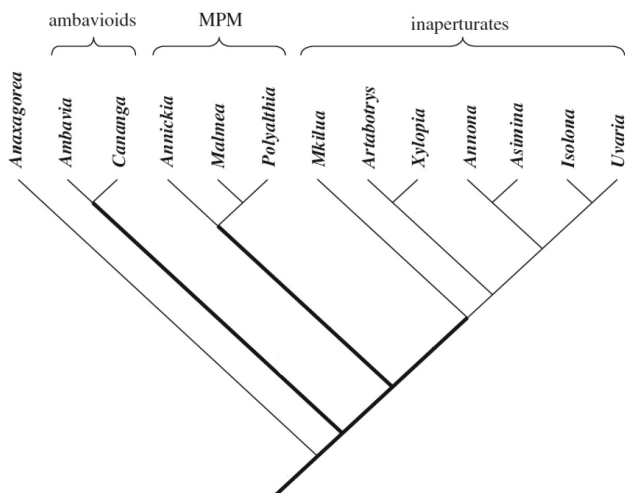 ambavioids
MPM
inaperturates
Anaxagorea
Ambavia
Cananga
Annickia
Malmea
Polyalthia
Mkilua
Artabotrys
Xylopia
Annona
Asimina
Isolona
Uvaria